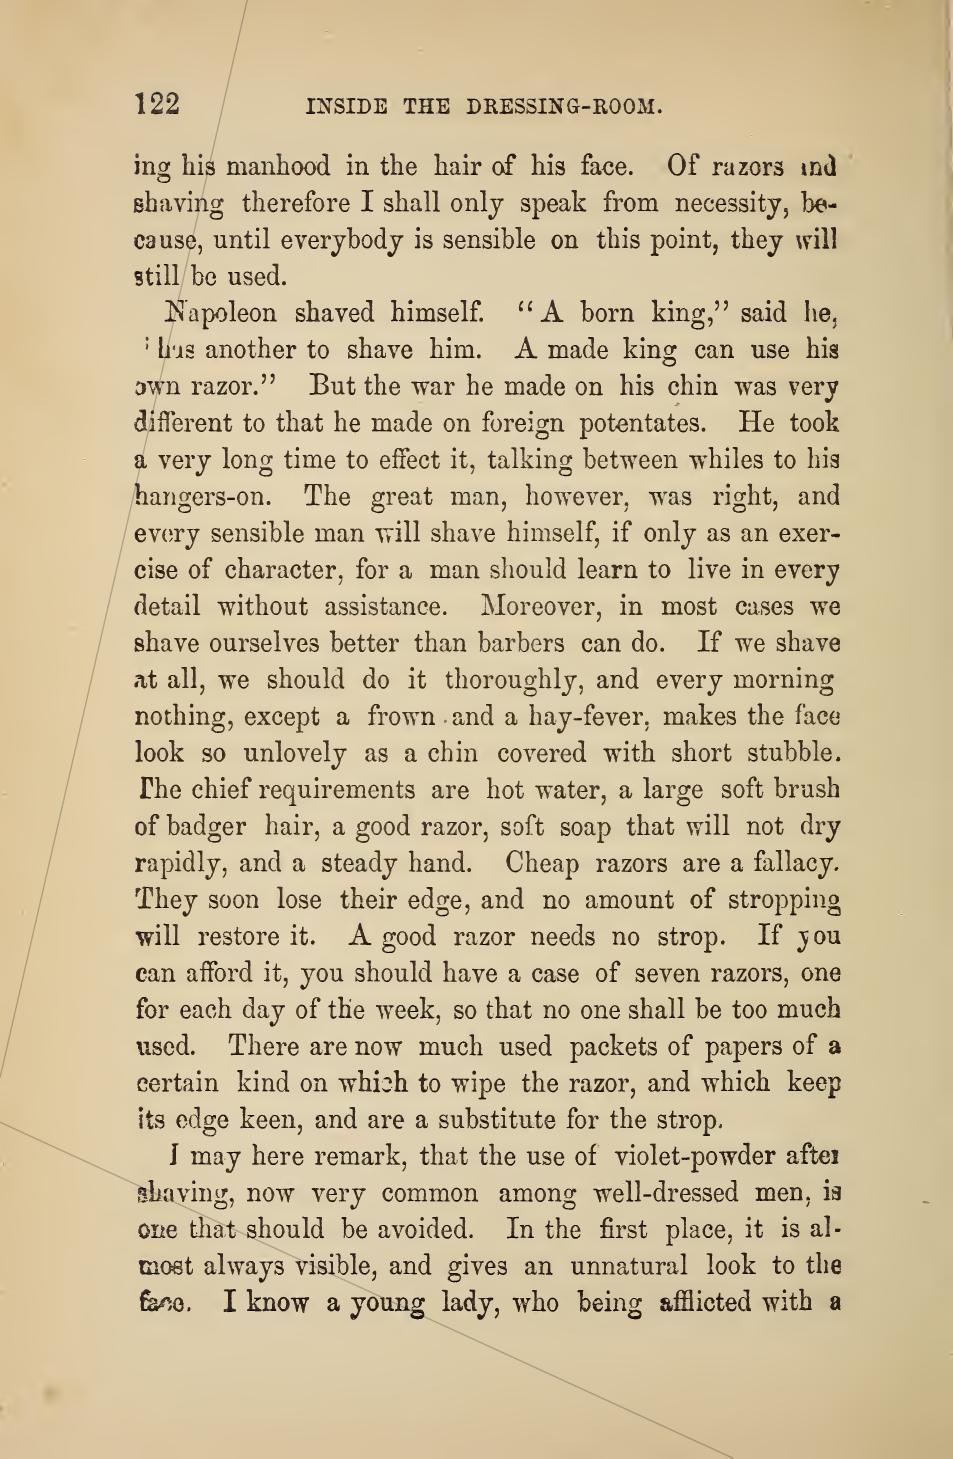 122 INSIDE THE DRESSING-ROOM.
ing his manhood in the hair of his face. Of razors and
shaving therefore I shall only speak from necessity, be-
cause, until everybody is sensible on this point, they will
still be used.
Napoleon shaved himself. “A born king,” said he,
‘has another to shave him. A made king can use his
own razor.” But the war he made on his chin was very
different to that he made on foreign potentates. He took
a very long time to effect it, talking between whiles to his
hangers-on. The great man, however, was right, and
every sensible man will shave himself, if only as an exer-
cise of character, for a man should learn to live in every
detail without assistance. Moreover, in most cases we
shave ourselves better than barbers can do. If we shave
at all, we should do it thoroughly, and every morning
nothing, except a frown and a hay-fever, makes the face
look so unlovely as a chin covered with short stubble.
The chief requirements are hot water, a large soft brush
of badger hair, a good razor, soft soap that will not dry
rapidly, and a steady hand. Cheap razors are a fallacy.
They soon lose their edge, and no amount of stropping
will restore it. A good razor needs no strop. If you
can afford it, you should have a case of seven razors, one
for each day of the week, so that no one shall be too much
used. There are now much used packets of papers of a
certain kind on which to wipe the razor, and which keep
its edge keen, and are a substitute for the strop.
I may here remark, that the use of violet-powder after
shaving, now very common among well-dressed men, is
one that should be avoided. In the first place, it is al-
most always visible, and gives an unnatural look to the
face. I know a young lady, who being afflicted with a